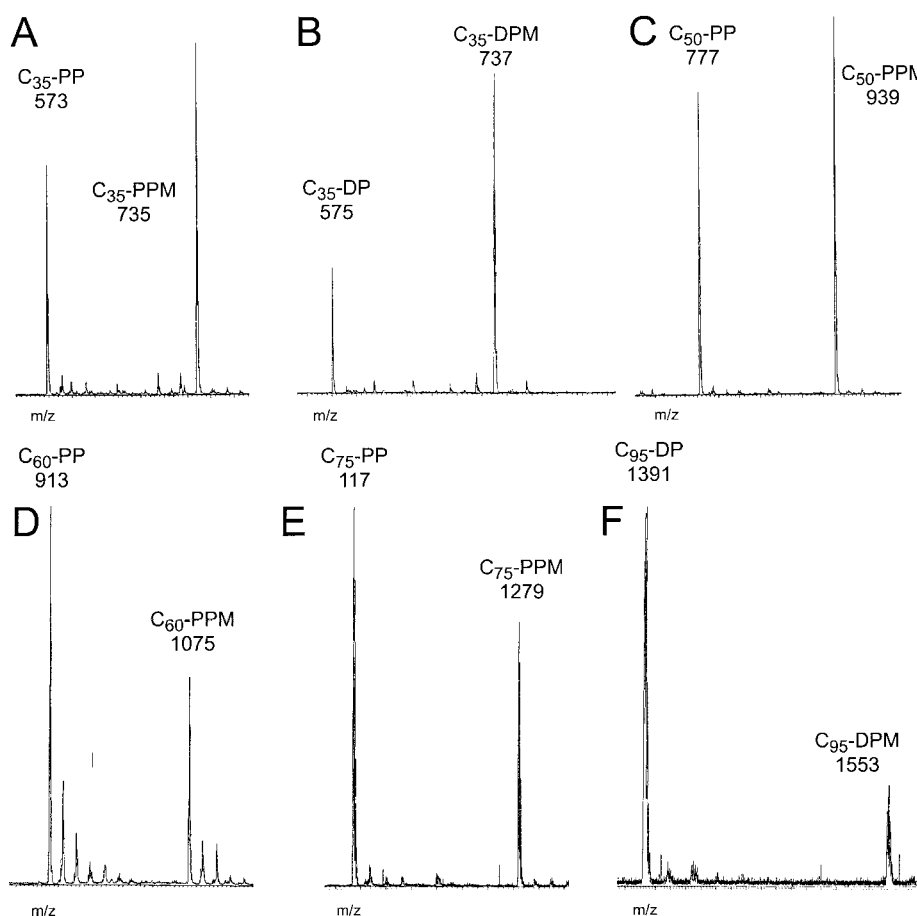 A
C35-PP
573
C35-PPM
735
m/z
B
C35-DPM
737
C35-DP
575
m/z
C
C50-PP
777
C50-PPM
939
m/z
C60-PP
913
D
C60-PPM
1075
m/z
C75-PP
117
E
C75-PPM
1279
m/z
C95-DP
1391
F
C95-DPM
1553
m/z